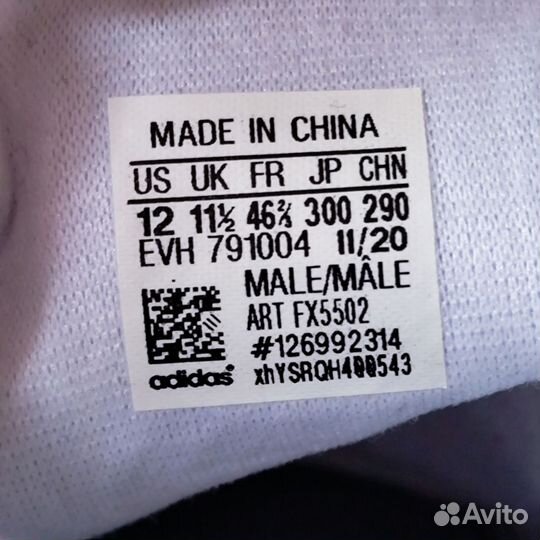 MADE IN CHINA
US UK FR JP CHN
12 11½ 46⅔ 300 290
EVH 791004 11/20
MALE/MÂLE
ART FX5502
#126992314
xhYSRQH400543
adidas
Avito